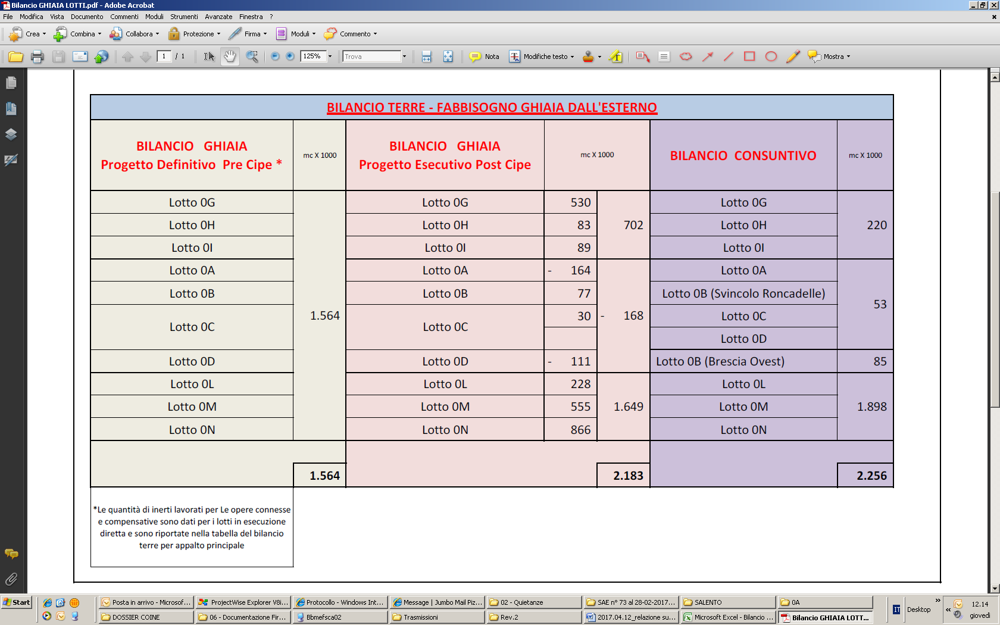 Bilancio GHIAIA LOTTI.pdf - Adobe Acrobat
File Modifica Vista Documento Commenti Moduli Strumenti Avanzate Finestra ?
Crea Combina Collabora Protezione Firma Moduli Commento
1 / 1 125% Trova Nota Modifiche testo Mostra
BILANCIO TERRE - FABBISOGNO GHIAIA DALL'ESTERNO
BILANCIO GHIAIA
Progetto Definitivo Pre Cipe *
mc X 1000
BILANCIO GHIAIA
Progetto Esecutivo Post Cipe
mc X 1000
BILANCIO CONSUNTIVO
mc X 1000
Lotto 0G Lotto 0G 530 Lotto 0G
Lotto 0H Lotto 0H 83 702 Lotto 0H 220
Lotto 0I Lotto 0I 89 Lotto 0I
Lotto 0A Lotto 0A - 164 Lotto 0A
Lotto 0B Lotto 0B 77 Lotto 0B (Svincolo Roncadelle)
53
1.564 30 - 168 Lotto 0C
Lotto 0C Lotto 0C
Lotto 0D
Lotto 0D Lotto 0D - 111 Lotto 0B (Brescia Ovest) 85
Lotto 0L Lotto 0L 228 Lotto 0L
Lotto 0M Lotto 0M 555 1.649 Lotto 0M 1.898
Lotto 0N Lotto 0N 866 Lotto 0N
1.564 2.183 2.256
*Le quantità di inerti lavorati per Le opere connesse
e compensative sono dati per i lotti in esecuzione
diretta e sono riportate nella tabella del bilancio
terre per appalto principale
Start Posta in arrivo - Microsof... ProjectWise Explorer V8i... Protocollo - Windows Int... Message | Jumbo Mail Piz... 02 - Quietanze SAE n° 73 al 28-02-2017... SALENTO 0A » 12.14
IT Desktop «
DOSSIER COINE 06 - Documentazione Fir... Bbmefsca02 Trasmissioni Rev.2 2017.04.12_relazione su... Microsoft Excel - Bilancio ... Bilancio GHIAIA LOTT... giovedì